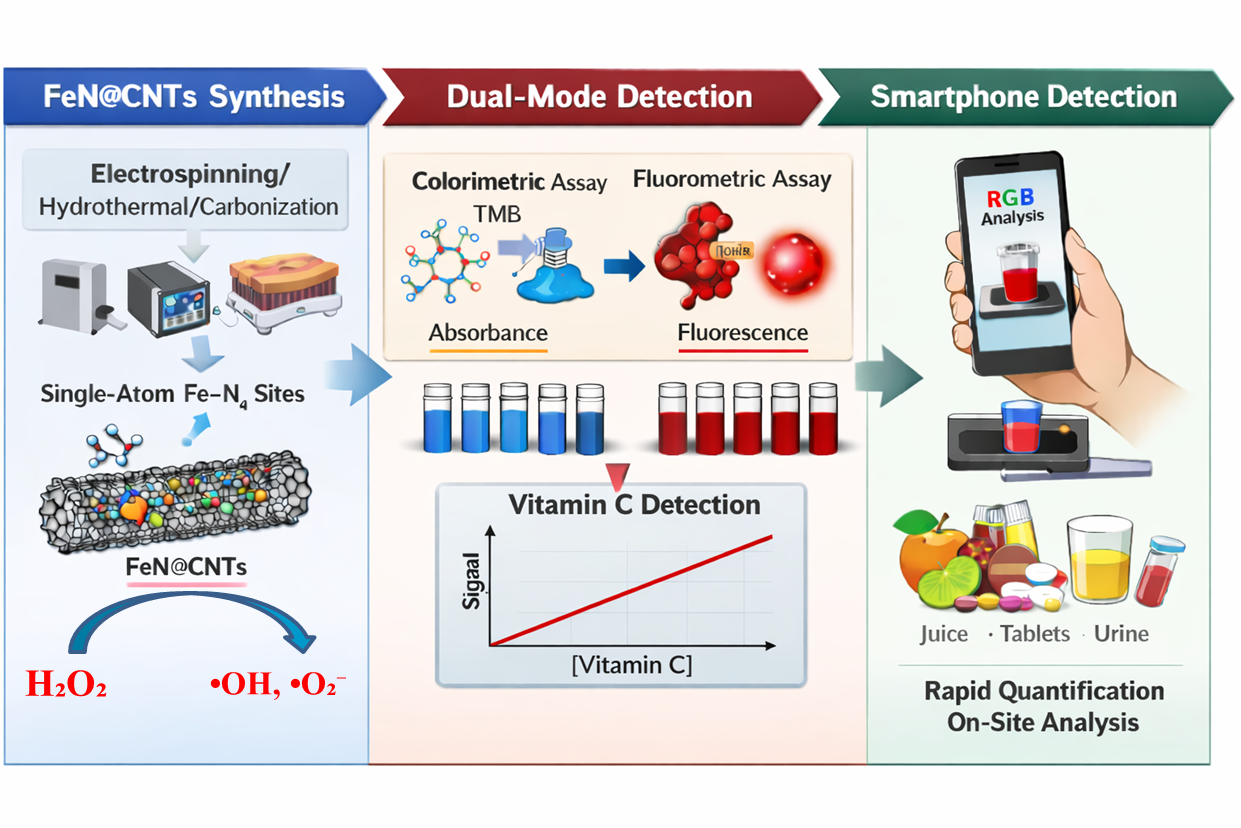 FeN@CNTs Synthesis
Electrospinning/
Hydrothermal/Carbonization
Single-Atom Fe–N₄ Sites
FeN@CNTs
H₂O₂
•OH, •O₂⁻
Dual-Mode Detection
Colorimetric Assay
TMB
Absorbance
Fluorometric Assay
Fluorescence
Vitamin C Detection
Sigaal
[Vitamin C]
Smartphone Detection
RGB
Analysis
Juice · Tablets · Urine
Rapid Quantification
On-Site Analysis